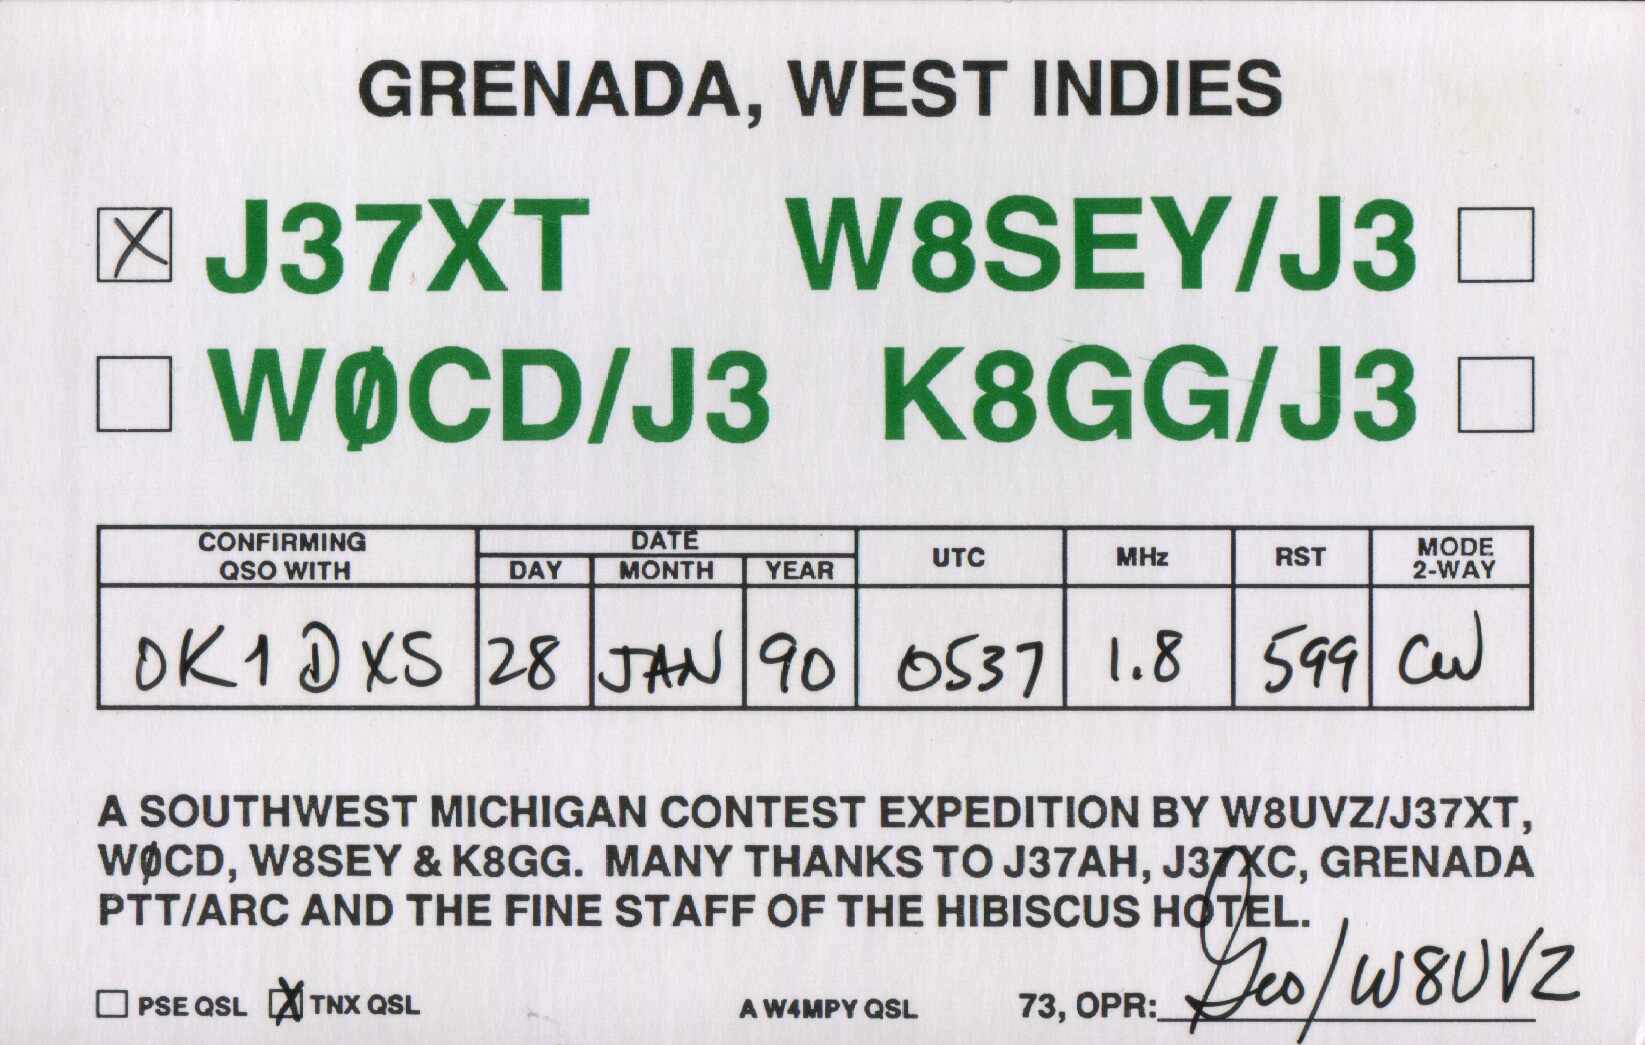 GRENADA, WEST INDIES
X J37XT W8SEY/J3
WØCD/J3 K8GG/J3
CONFIRMING QSO WITH DATE DAY MONTH YEAR UTC MHz RST MODE 2-WAY
OK1DXS 28 JAN 90 0537 1.8 599 CW
A SOUTHWEST MICHIGAN CONTEST EXPEDITION BY W8UVZ/J37XT,
WØCD, W8SEY & K8GG. MANY THANKS TO J37AH, J37XC, GRENADA
PTT/ARC AND THE FINE STAFF OF THE HIBISCUS HOTEL.
PSE QSL X TNX QSL A W4MPY QSL 73, OPR: Geo/W8UVZ